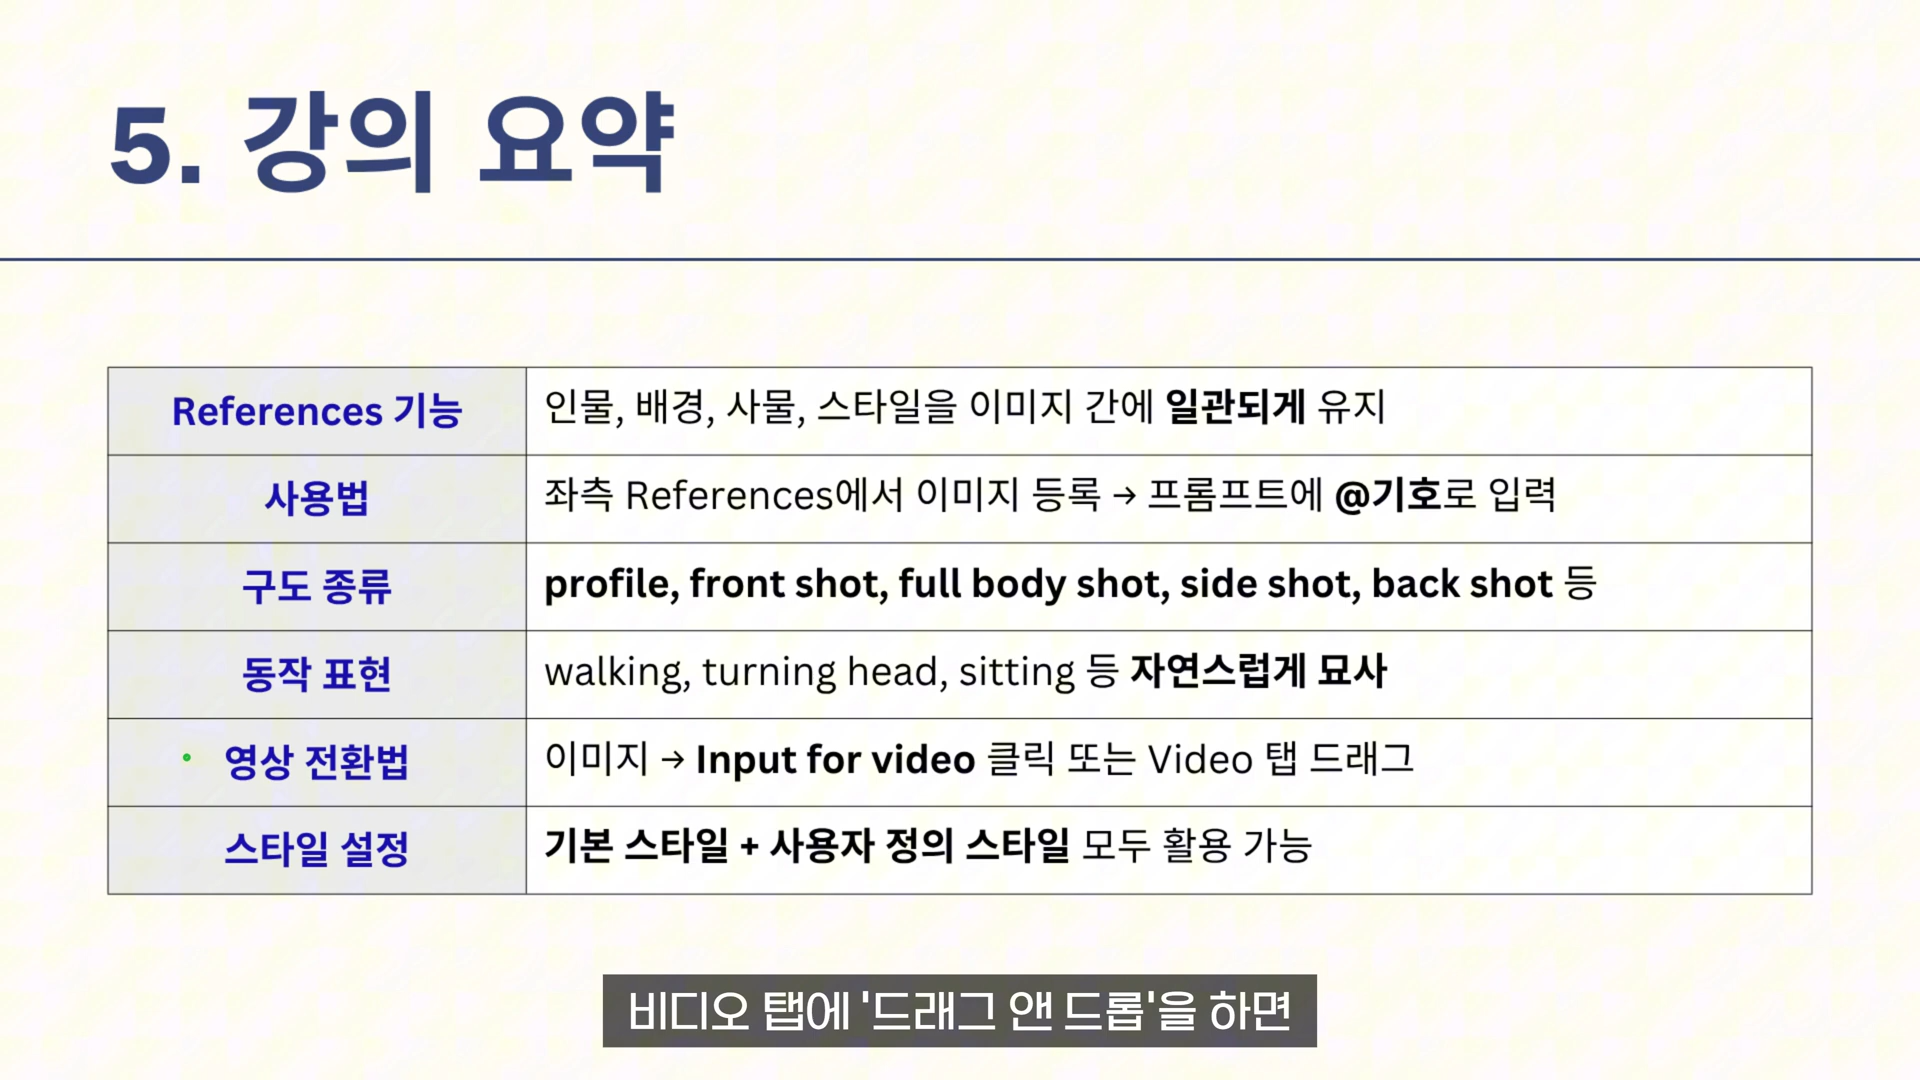 5. 강의 요약
References 기능
인물, 배경, 사물, 스타일을 이미지 간에 일관되게 유지
사용법
좌측 References에서 이미지 등록 → 프롬프트에 @기호로 입력
구도 종류
profile, front shot, full body shot, side shot, back shot 등
동작 표현
walking, turning head, sitting 등 자연스럽게 묘사
영상 전환법
이미지 → Input for video 클릭 또는 Video 탭 드래그
스타일 설정
기본 스타일 + 사용자 정의 스타일 모두 활용 가능
비디오 탭에 '드래그 앤 드롭'을 하면